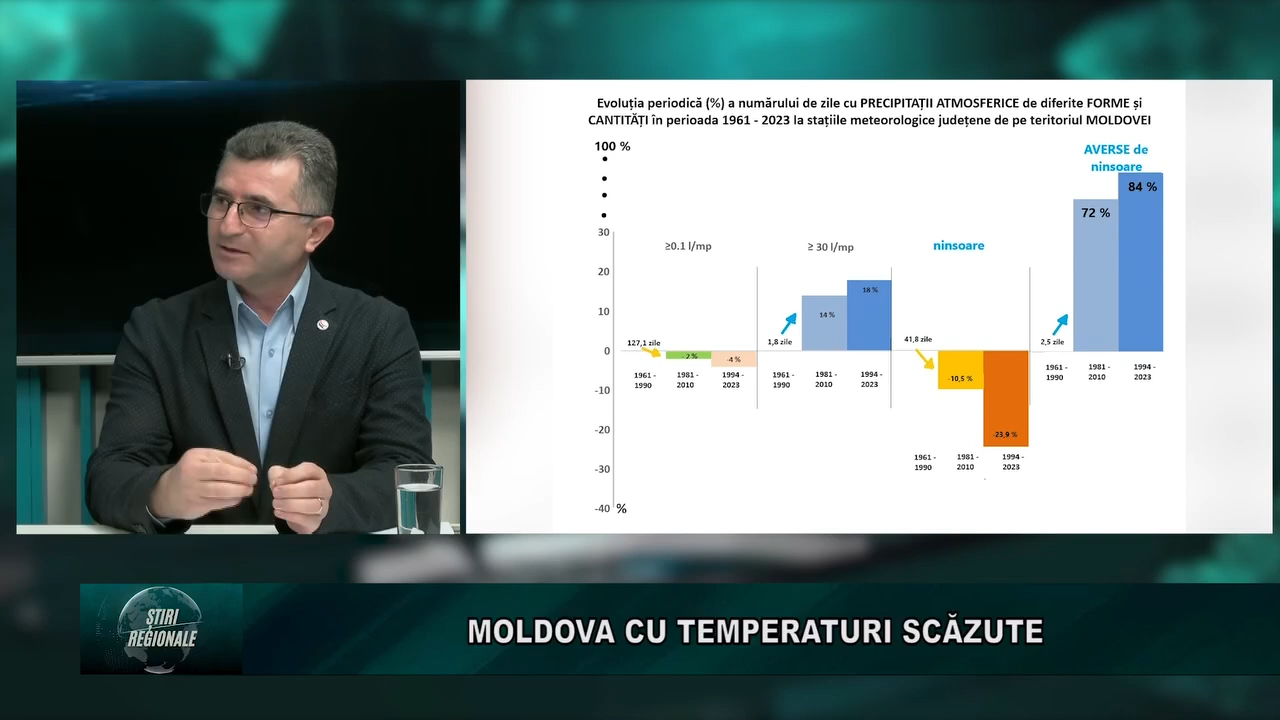 Evoluția periodică (%) a numărului de zile cu PRECIPITAȚII ATMOSFERICE de diferite FORME și
CANTITĂȚI în perioada 1961 - 2023 la stațiile meteorologice județene de pe teritoriul MOLDOVEI
100 %
30
20
10
0
-10
-20
-30
-40
%
≥0.1 l/mp
127,1 zile
- 2 %
-4 %
1961 -
1990
1981 -
2010
1994 -
2023
≥ 30 l/mp
1,8 zile
14 %
18 %
1961 -
1990
1981 -
2010
1994 -
2023
ninsoare
41,8 zile
-10,5 %
-23,9 %
1961 -
1990
1981 -
2010
1994 -
2023
AVERSE de
ninsoare
2,5 zile
72 %
84 %
1961 -
1990
1981 -
2010
1994 -
2023
ȘTIRI
REGIONALE
MOLDOVA CU TEMPERATURI SCĂZUTE